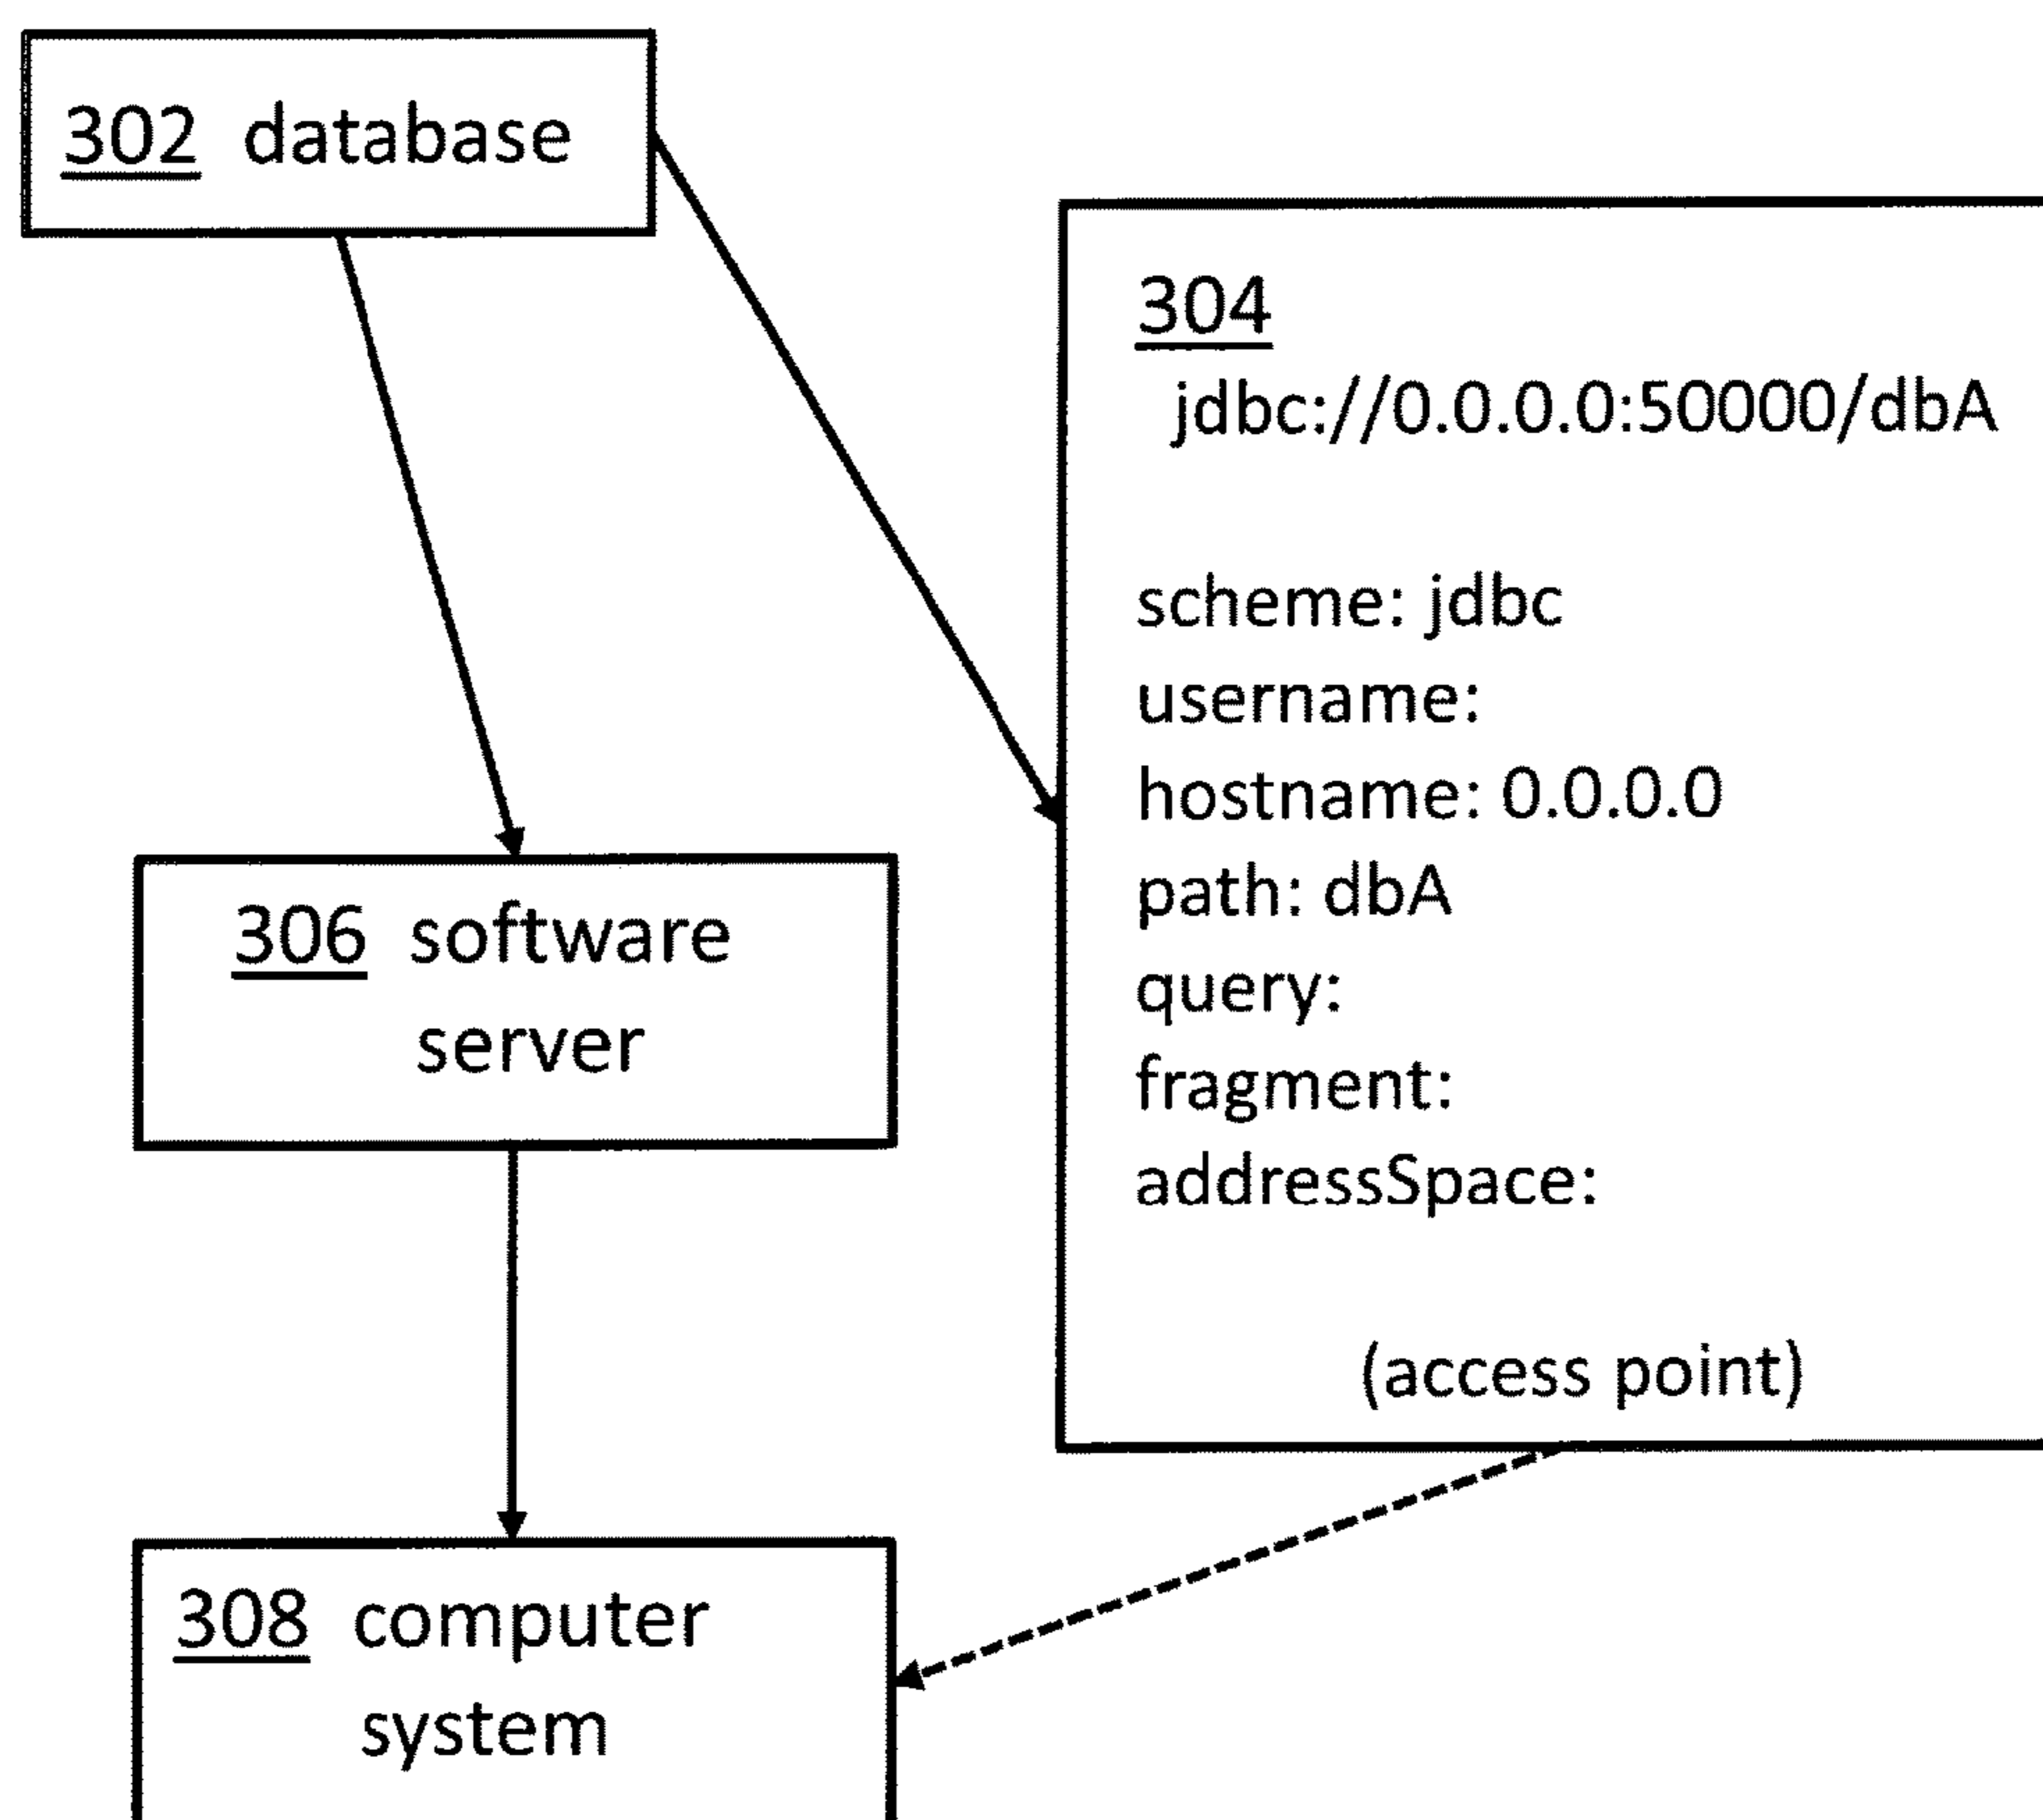 302 database
304
jdbc://0.0.0.0:50000/dbA
scheme: jdbc
username:
hostname: 0.0.0.0
path: dbA
query:
fragment:
addressSpace:
(access point)
306 software
server
308 computer
system